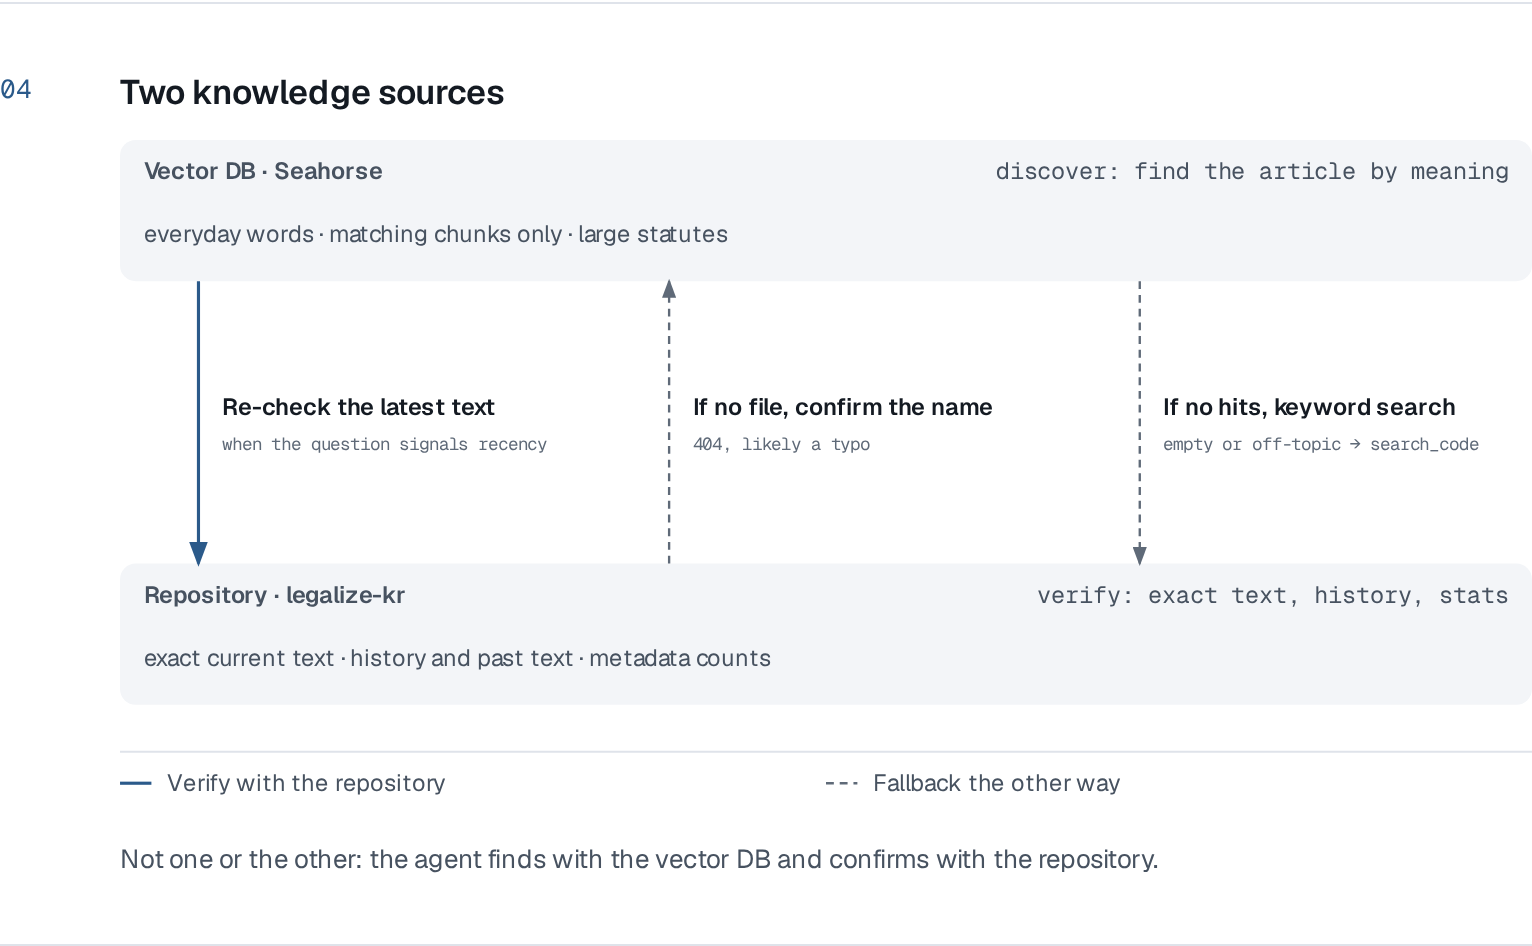 04
Two knowledge sources
Vector DB · Seahorse
discover: find the article by meaning
everyday words · matching chunks only · large statutes
Re-check the latest text
when the question signals recency
If no file, confirm the name
404, likely a typo
If no hits, keyword search
empty or off-topic → search_code
Repository · legalize-kr
verify: exact text, history, stats
exact current text · history and past text · metadata counts
Verify with the repository
Fallback the other way
Not one or the other: the agent finds with the vector DB and confirms with the repository.